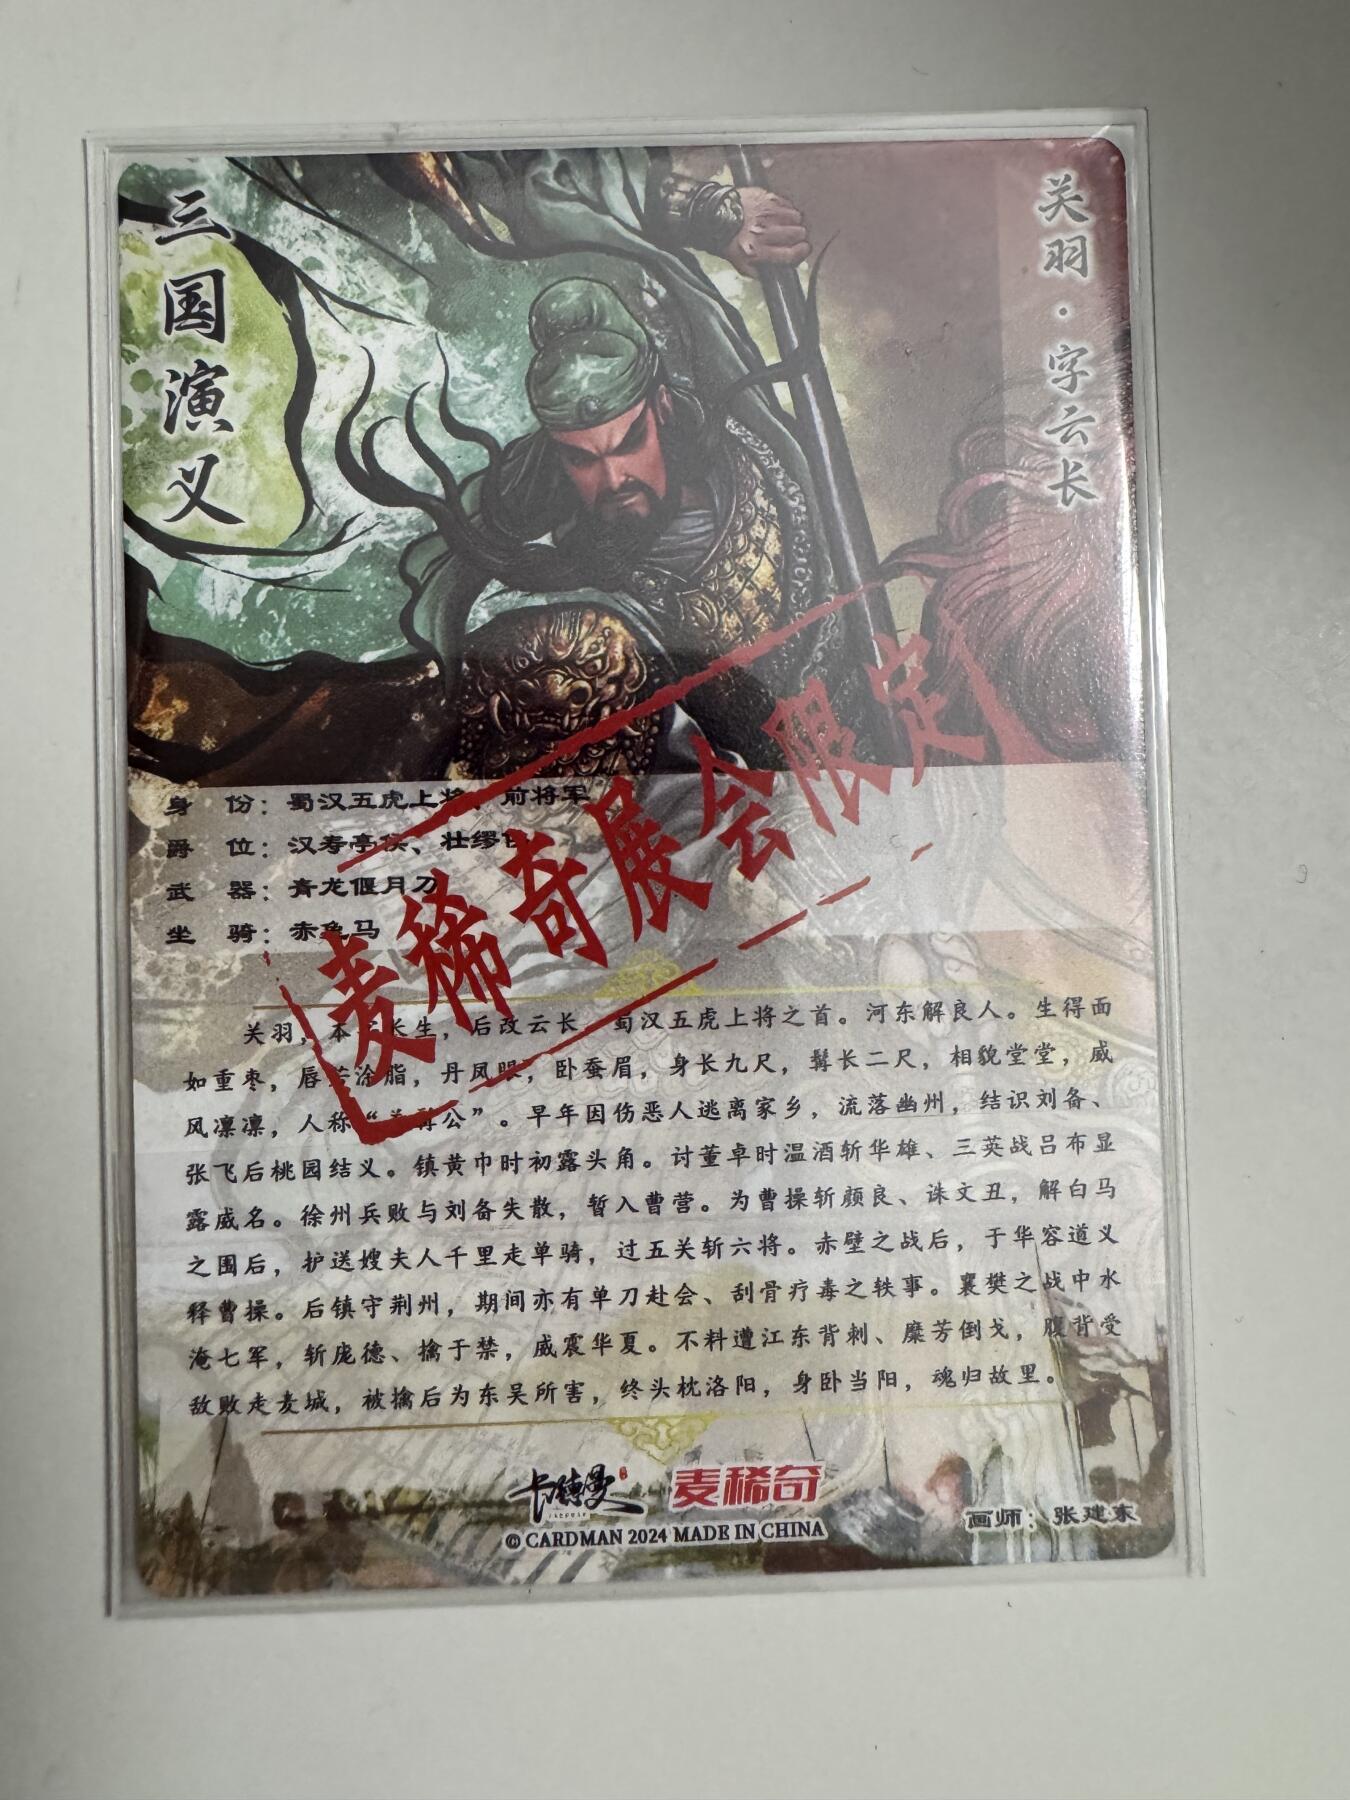 三国演义
关羽·字云长
身 份：蜀汉五虎上将、前将军
爵 位：汉寿亭侯、壮缪
武 器：青龙偃月刀
坐 骑：赤兔马
麦稀奇展会限定
关羽，本字长生，后改云长 蜀汉五虎上将之首。河东解良人。生得面
如重枣，唇若涂脂，丹凤眼，卧蚕眉，身长九尺，髯长二尺，相貌堂堂，威
风凛凛，人称“美髯公”。早年因伤恶人逃离家乡，流落幽州，结识刘备、
张飞后桃园结义。镇黄巾时初露头角。讨董卓时温酒斩华雄、三英战吕布显
露威名。徐州兵败与刘备失散，暂入曹营。为曹操斩颜良、诛文丑，解白马
之围后，护送嫂夫人千里走单骑，过五关斩六将。赤壁之战后，于华容道义
释曹操。后镇守荆州，期间亦有单刀赴会、刮骨疗毒之轶事。襄樊之战中水
淹七军，斩庞德、擒于禁，威震华夏。不料遭江东背刺、糜芳倒戈，腹背受
敌败走麦城，被擒后为东吴所害，终头枕洛阳，身卧当阳，魂归故里。
卡特曼 麦稀奇
© CARDMAN 2024 MADE IN CHINA
画师：张建东